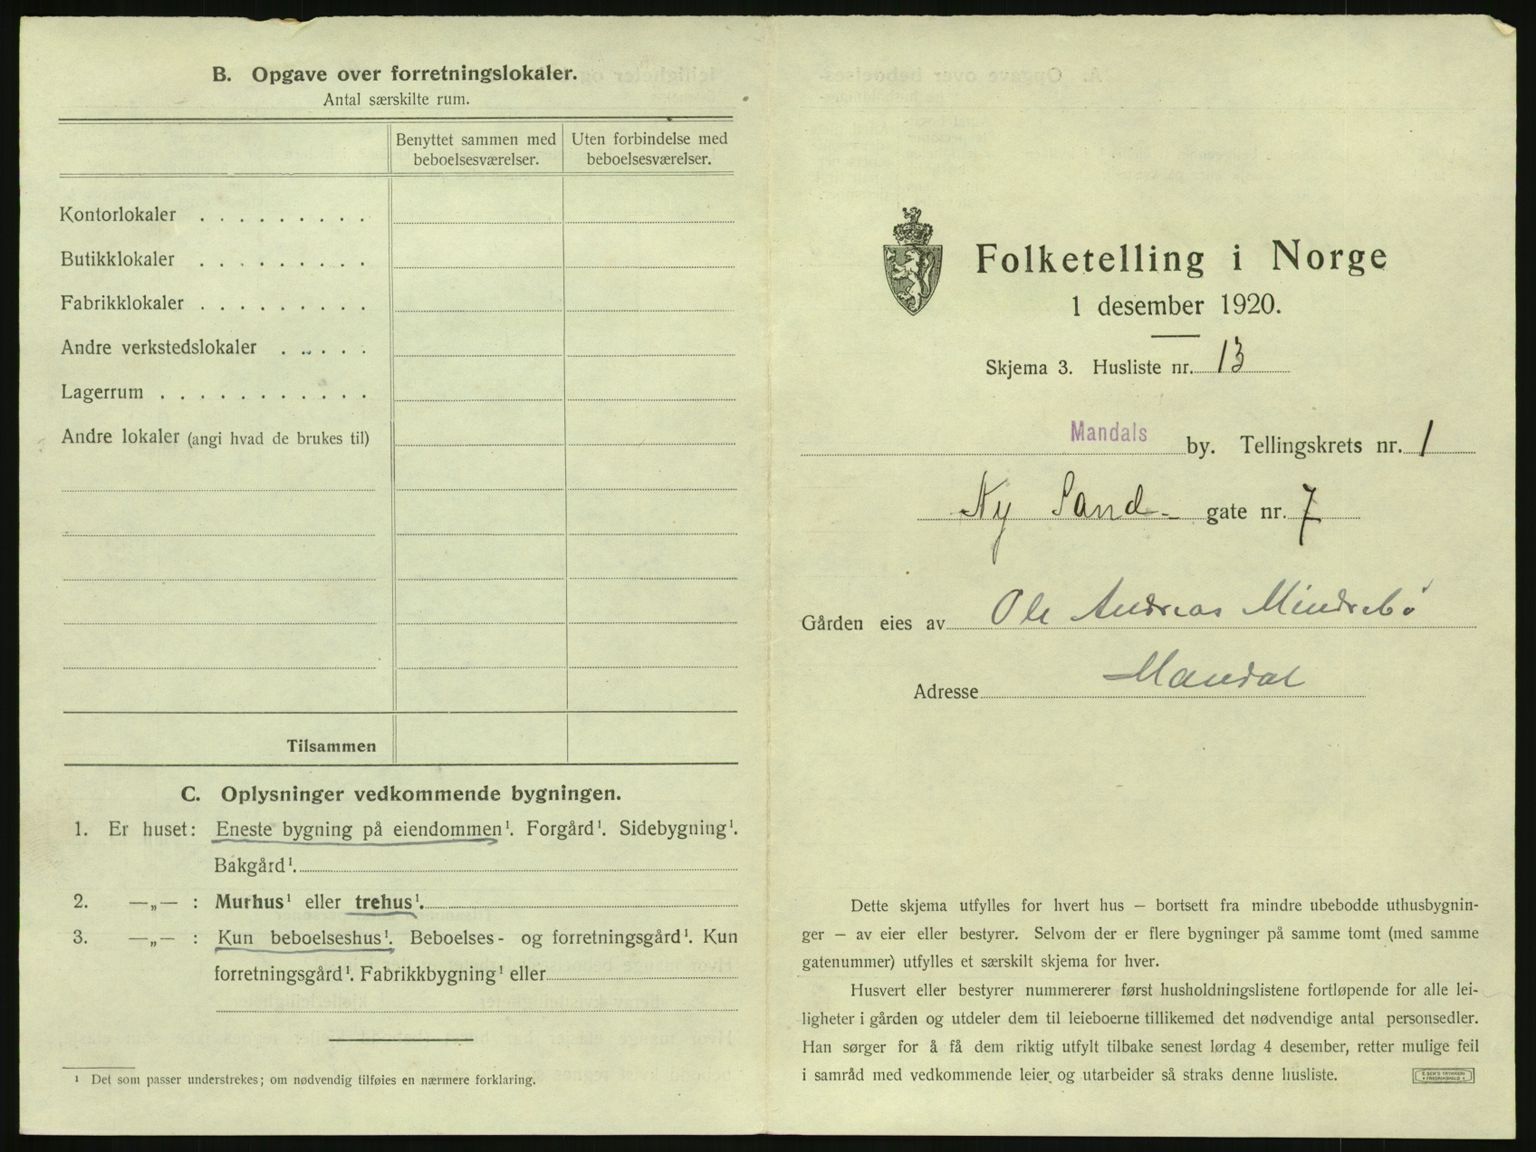 B. Opgave over forretningslokaler.
Antal særskilte rum.
Benyttet sammen med beboelsesværelser.
Uten forbindelse med beboelsesværelser.
Kontorlokaler . . . . . . . . .
Butikklokaler . . . . . . . . .
Fabrikklokaler . . . . . . . . .
Andre verkstedslokaler . . . . .
Lagerrum . . . . . . . . . . .
Andre lokaler (angi hvad de brukes til)
Tilsammen
C. Oplysninger vedkommende bygningen.
1. Er huset: Eneste bygning på eiendommen¹. Forgård¹. Sidebygning¹.
Bakgård¹.
2. —„— : Murhus¹ eller trehus¹.
3. —„— : Kun beboelseshus¹. Beboelses- og forretningsgård¹. Kun
forretningsgård¹. Fabrikkbygning¹ eller
¹ Det som passer understrekes; om nødvendig tilføies en nærmere forklaring.
Folketelling i Norge
1 desember 1920.
Skjema 3. Husliste nr. 13
Mandals by. Tellingskrets nr. 1
Ny Sand- gate nr. 7
Gården eies av Ole Andreas Mindrebö
Adresse Mandal
Dette skjema utfylles for hvert hus — bortsett fra mindre ubebodde uthusbygnin-
ger — av eier eller bestyrer. Selvom der er flere bygninger på samme tomt (med samme
gatenummer) utfylles et særskilt skjema for hver.
Husvert eller bestyrer nummererer først husholdningslistene fortløpende for alle lei-
ligheter i gården og utdeler dem til leieboerne tillikemed det nødvendige antal personsedler.
Han sørger for å få dem riktig utfylt tilbake senest lørdag 4 desember, retter mulige feil
i samråd med vedkommende leier og utarbeider så straks denne husliste.